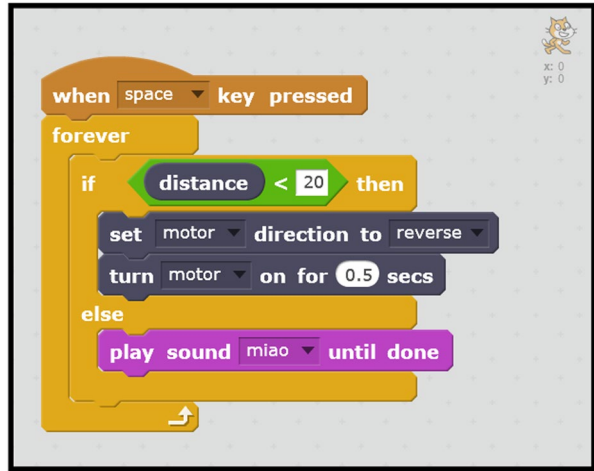 x: 0
y: 0
when space key pressed
forever
if distance < 20 then
set motor direction to reverse
turn motor on for 0.5 secs
else
play sound miao until done